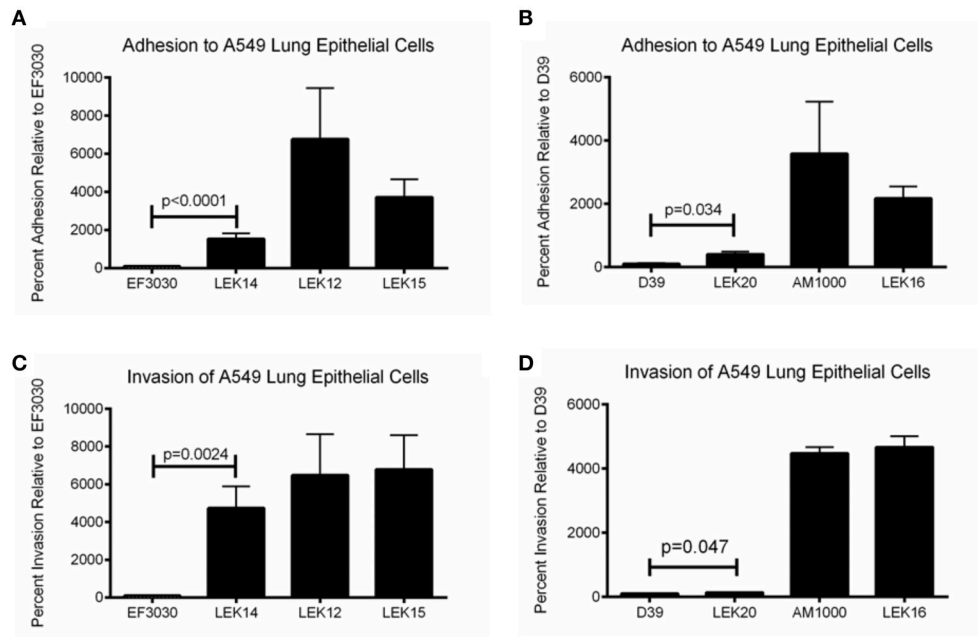 A
Adhesion to A549 Lung Epithelial Cells
Percent Adhesion Relative to EF3030
10000
8000
6000
4000
2000
0
p<0.0001
EF3030 LEK14 LEK12 LEK15
B
Adhesion to A549 Lung Epithelial Cells
Percent Adhesion Relative to D39
6000
4000
2000
0
p=0.034
D39 LEK20 AM1000 LEK16
C
Invasion of A549 Lung Epithelial Cells
Percent Invasion Relative to EF3030
10000
8000
6000
4000
2000
0
p=0.0024
EF3030 LEK14 LEK12 LEK15
D
Invasion of A549 Lung Epithelial Cells
Percent Invasion Relative to D39
6000
4000
2000
0
p=0.047
D39 LEK20 AM1000 LEK16